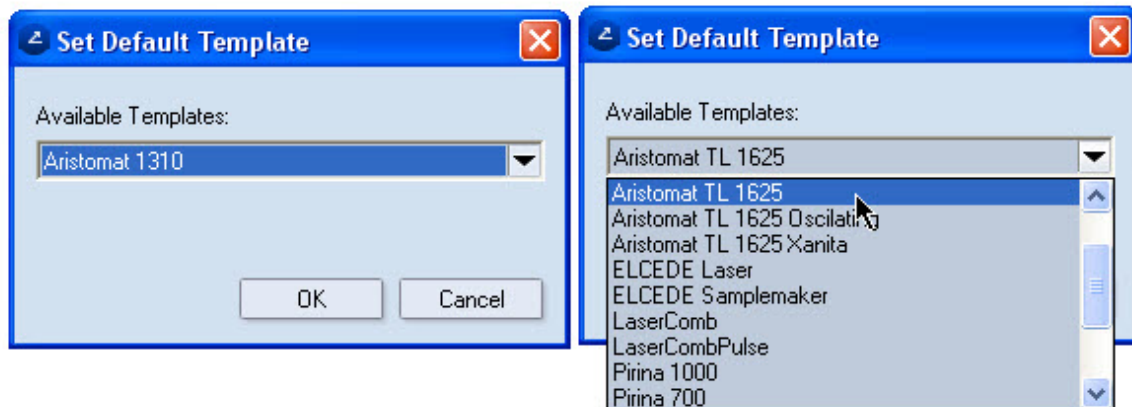 Set Default Template
Available Templates:
Aristomat 1310
OK
Cancel
Set Default Template
Available Templates:
Aristomat TL 1625
Aristomat TL 1625
Aristomat TL 1625 Oscilating
Aristomat TL 1625 Xanita
ELCEDE Laser
ELCEDE Samplemaker
LaserComb
LaserCombPulse
Pirina 1000
Pirina 700